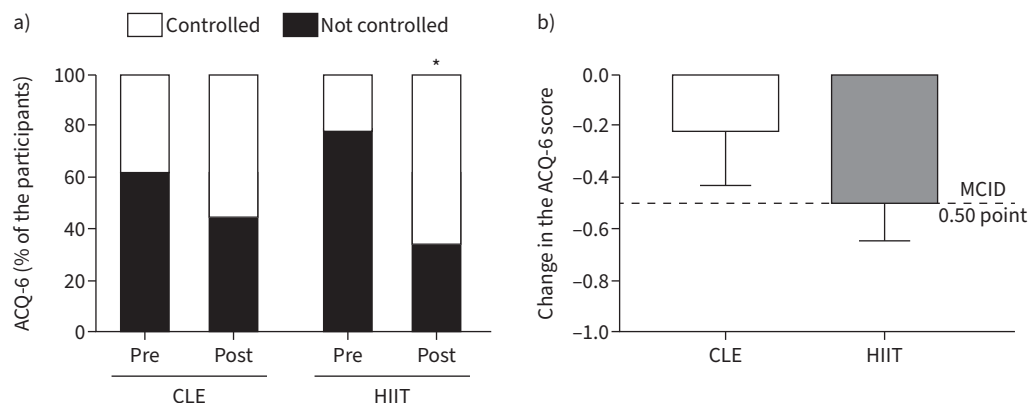 a)
Controlled Not controlled
*
ACQ-6 (% of the participants)
100
80
60
40
20
0
Pre Post Pre Post
CLE HIIT
b)
Change in the ACQ-6 score
0.0
–0.2
–0.4
–0.6
–0.8
–1.0
MCID
0.50 point
CLE HIIT